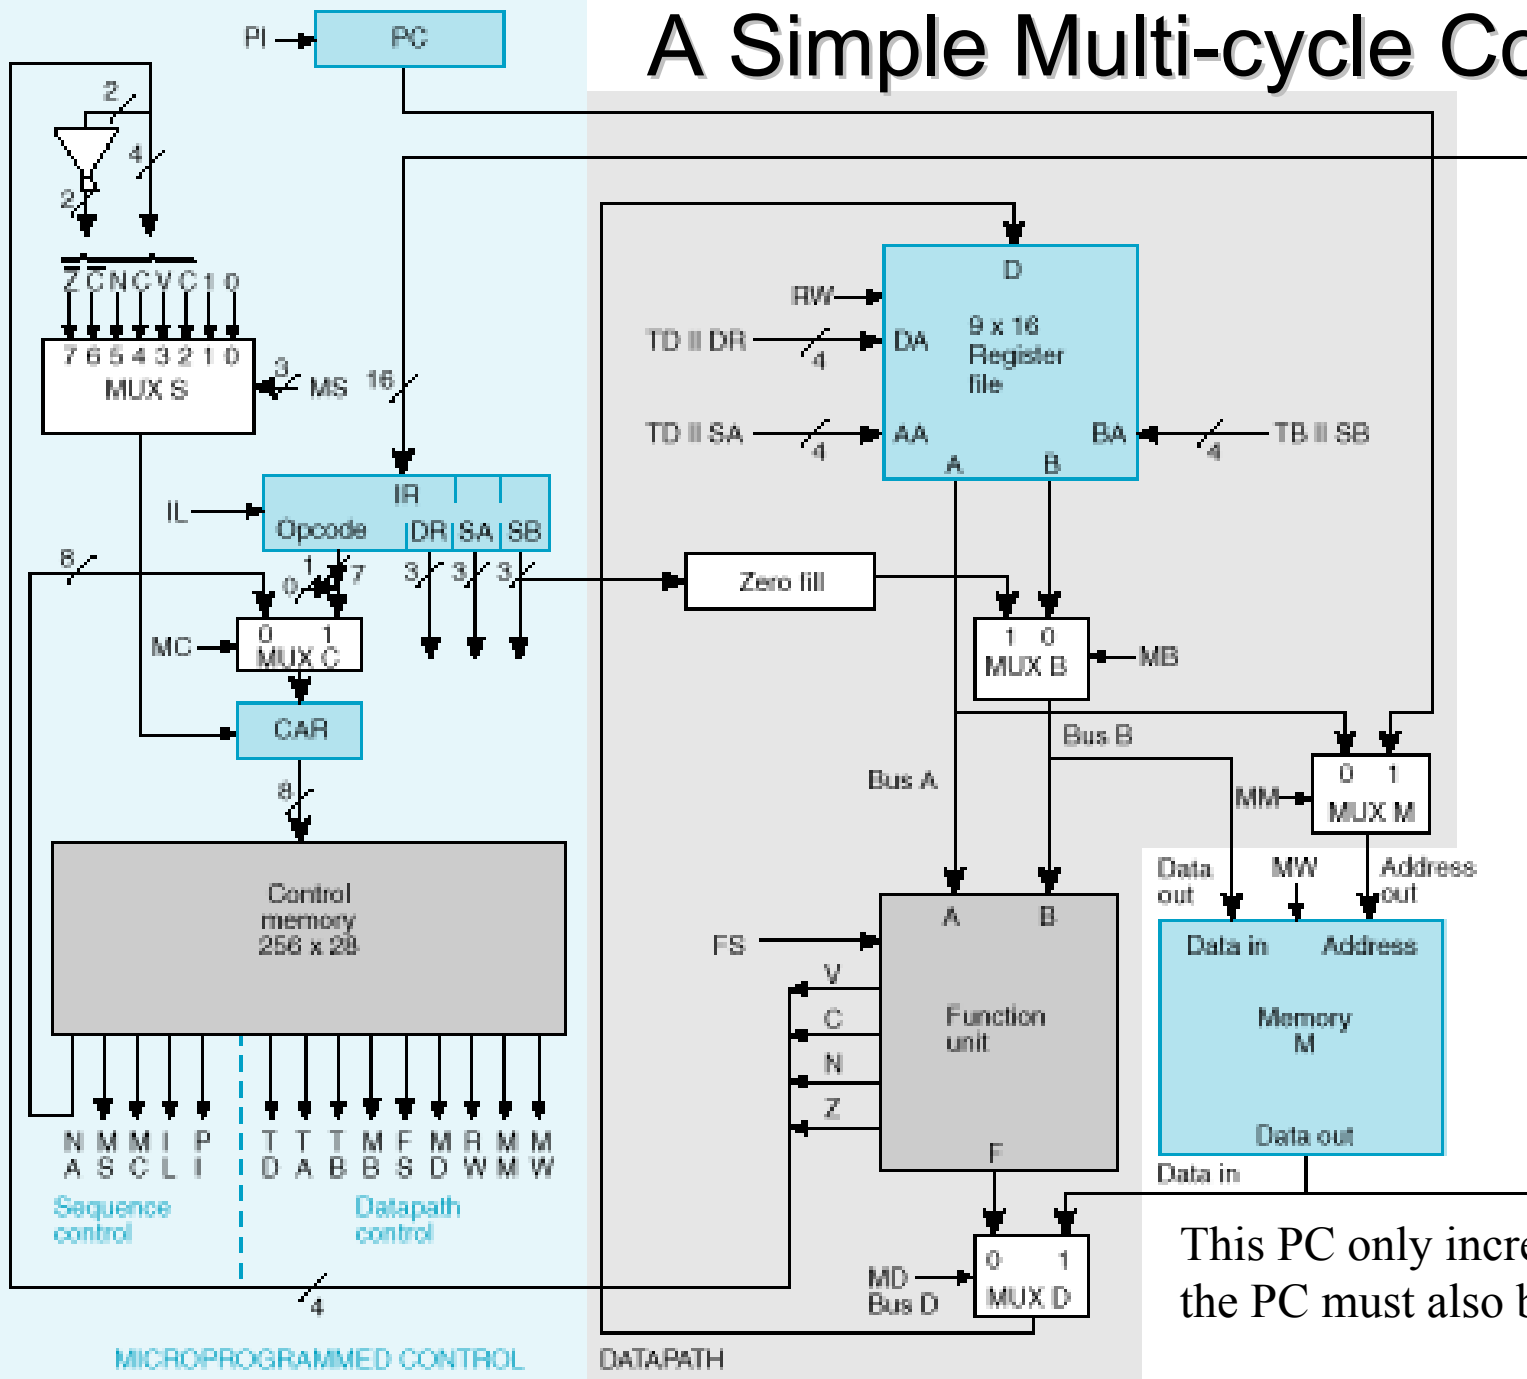 A Simple Multi-cycle Co
PI
PC
2
4
2
Z C N C V C 1 0
7 6 5 4 3 2 1 0
MUX S
3
MS
16
IR
IL
Opcode
DR
SA
SB
8
0
1
7
3
3
3
MC
0 1
MUX C
CAR
8
Control
memory
256 x 28
N A
M S
M C
I L
P I
T D
T A
T B
M B
F S
M D
R W
M M
M W
Sequence
control
Datapath
control
4
MICROPROGRAMMED CONTROL
DATAPATH
D
RW
9 x 16
Register
file
TD II DR
4
DA
TD II SA
4
AA
BA
4
TB II SB
A
B
Zero fill
1 0
MUX B
MB
Bus B
Bus A
0 1
MM
MUX M
Data
out
MW
Address
out
A
B
FS
V
C
N
Z
Function
unit
F
Data in
Address
Memory
M
Data out
Data in
0 1
MD
MUX D
Bus D
This PC only incre
the PC must also b